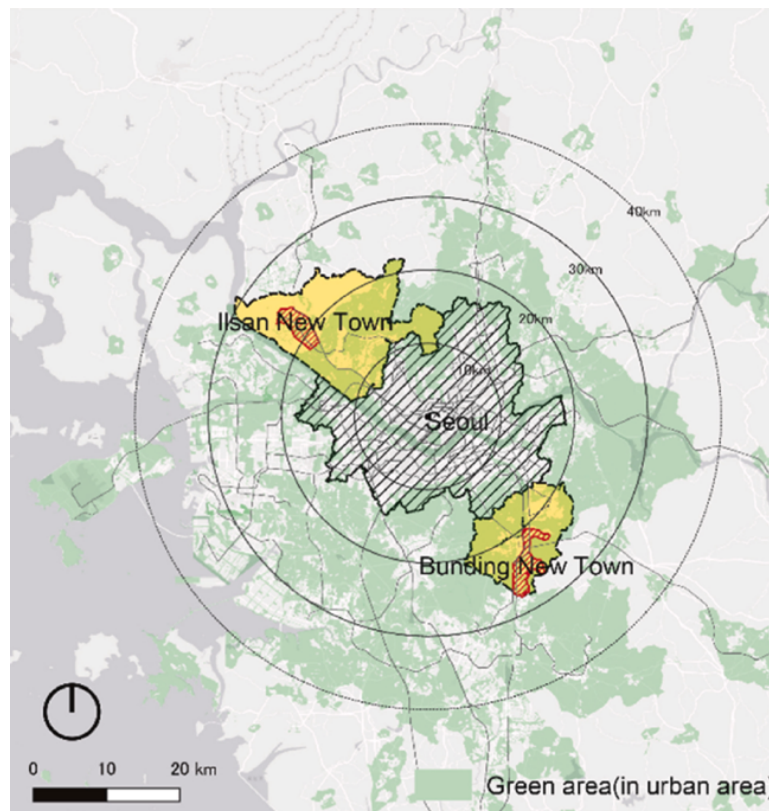 40km
30km
Ilsan New Town
20km
10km
Seoul
Bunding New Town
0 10 20 km
Green area(in urban area)